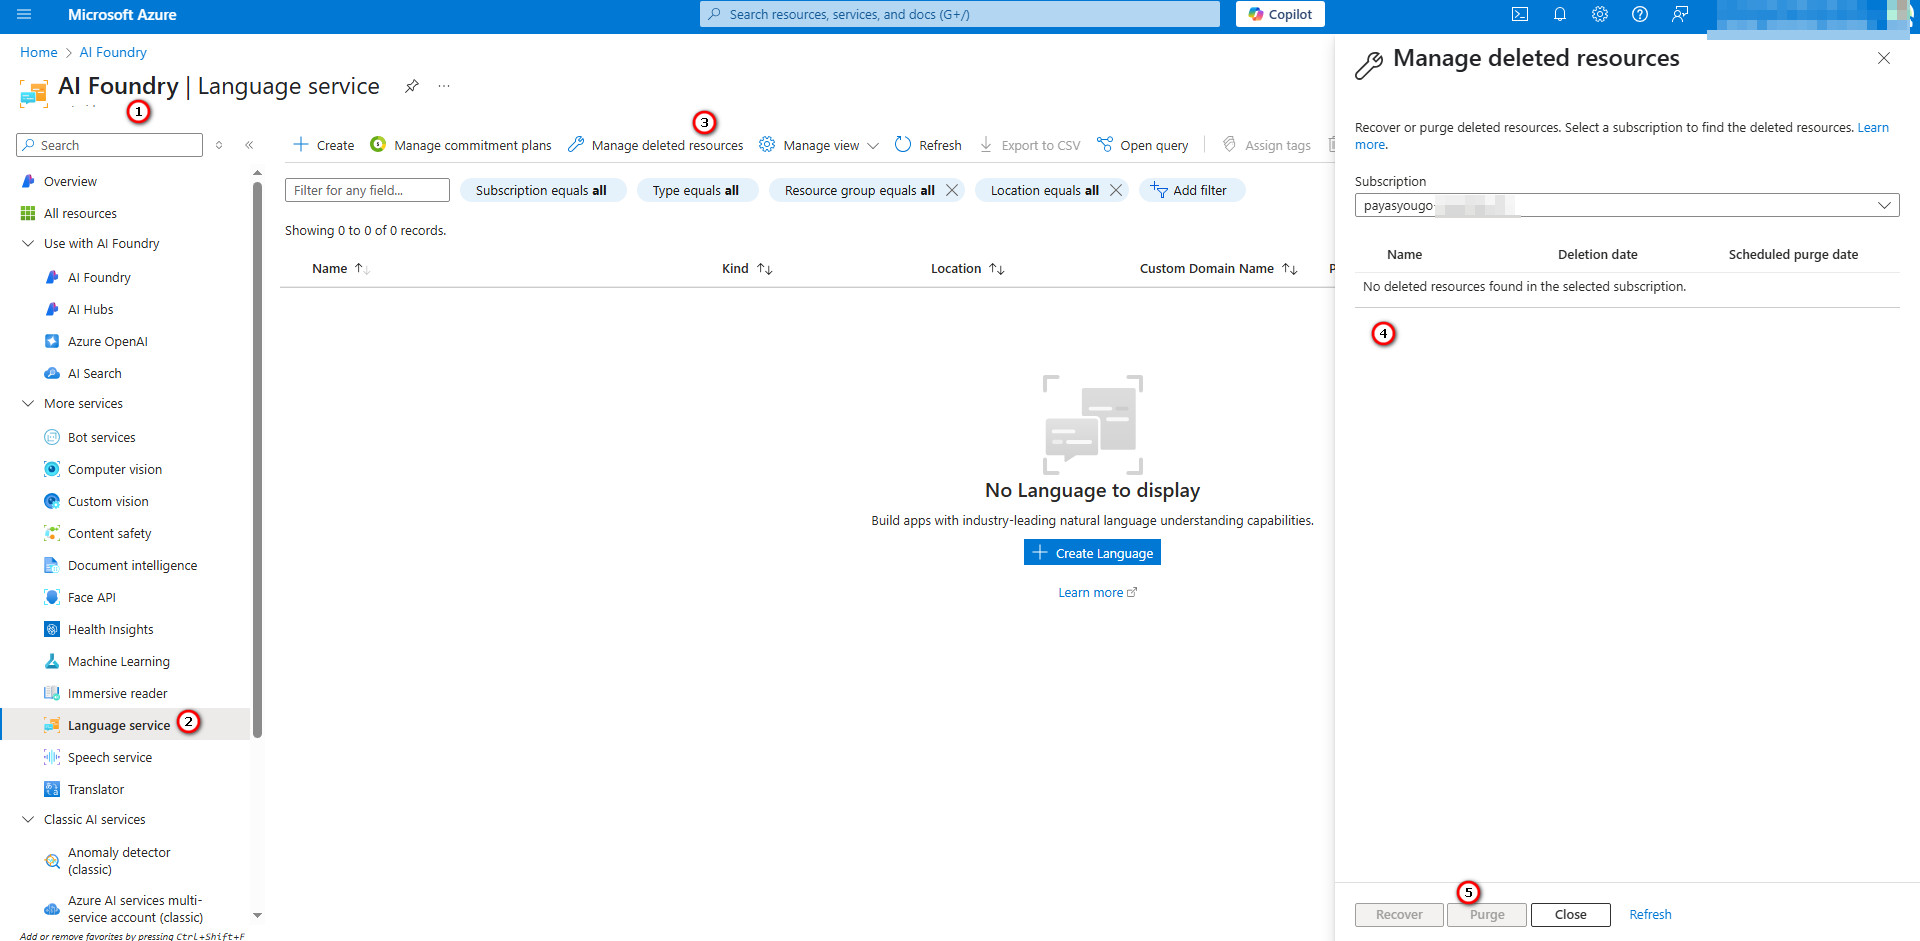 Microsoft Azure
Search resources, services, and docs (G+/)
Copilot
Home > AI Foundry
AI Foundry | Language service
1
Search
Overview
All resources
Use with AI Foundry
AI Foundry
AI Hubs
Azure OpenAI
AI Search
More services
Bot services
Computer vision
Custom vision
Content safety
Document intelligence
Face API
Health Insights
Machine Learning
Immersive reader
Language service 2
Speech service
Translator
Classic AI services
Anomaly detector
(classic)
Azure AI services multi-
service account (classic)
Add or remove favorites by pressing Ctrl+Shift+F
3
Create Manage commitment plans Manage deleted resources Manage view Refresh Export to CSV Open query Assign tags
Filter for any field... Subscription equals all Type equals all Resource group equals all Location equals all Add filter
Showing 0 to 0 of 0 records.
Name Kind Location Custom Domain Name P
No Language to display
Build apps with industry-leading natural language understanding capabilities.
Create Language
Learn more
Manage deleted resources
Recover or purge deleted resources. Select a subscription to find the deleted resources. Learn
more.
Subscription
payasyougo-
Name Deletion date Scheduled purge date
No deleted resources found in the selected subscription.
4
5
Recover Purge Close Refresh